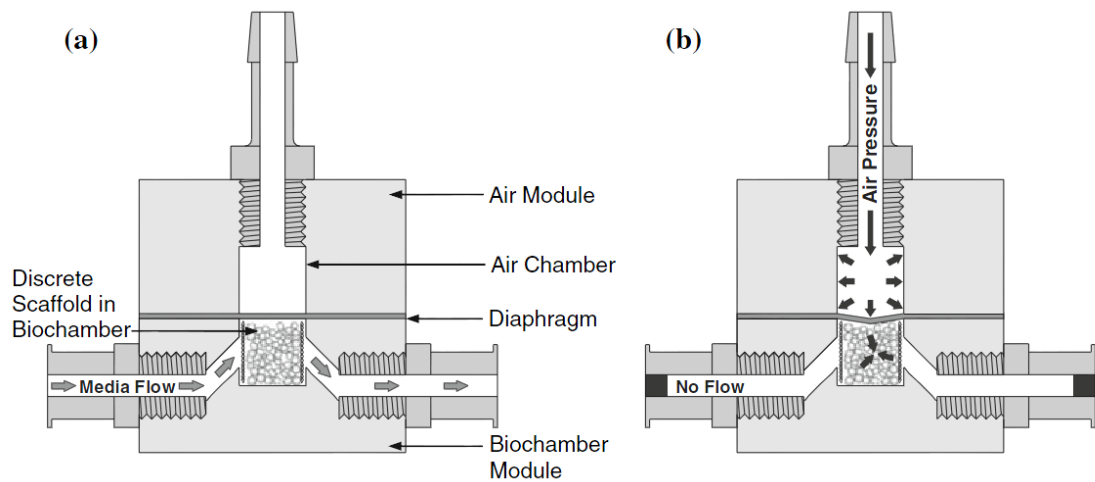 (a)
Air Module
Air Chamber
Discrete
Scaffold in
Biochamber
Diaphragm
Media Flow
Biochamber
Module
(b)
Air Pressure
No Flow